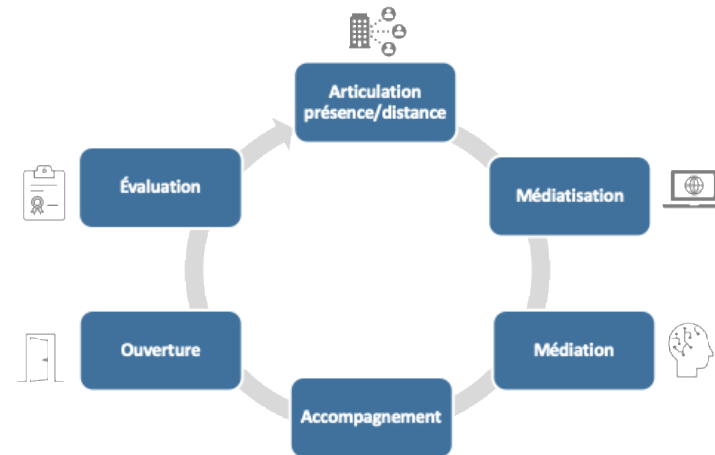 Articulation
présence/distance
Médiatisation
Médiation
Accompagnement
Ouverture
Évaluation